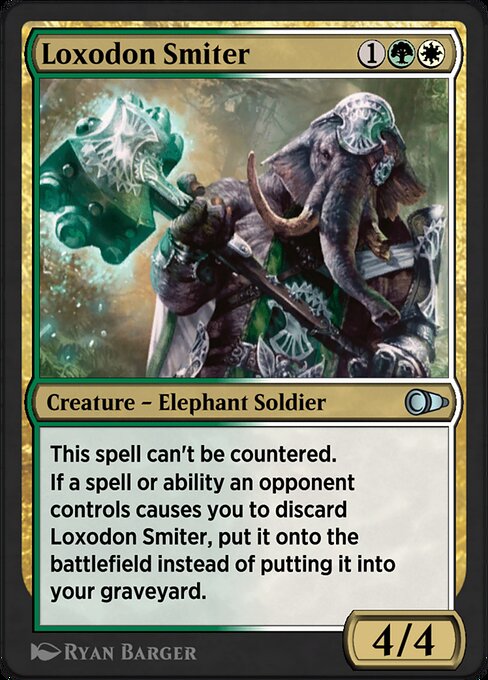 Loxodon Smiter 1
Creature – Elephant Soldier
This spell can't be countered.
If a spell or ability an opponent
controls causes you to discard
Loxodon Smiter, put it onto the
battlefield instead of putting it into
your graveyard.
4/4
Ryan Barger